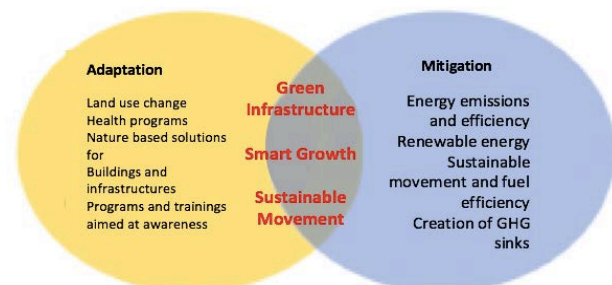 Adaptation
Land use change
Health programs
Nature based solutions
for
Buildings and
infrastructures
Programs and trainings
aimed at awareness
Green
Infrastructure
Smart Growth
Sustainable
Movement
Mitigation
Energy emissions
and efficiency
Renewable energy
Sustainable
movement and fuel
efficiency
Creation of GHG
sinks